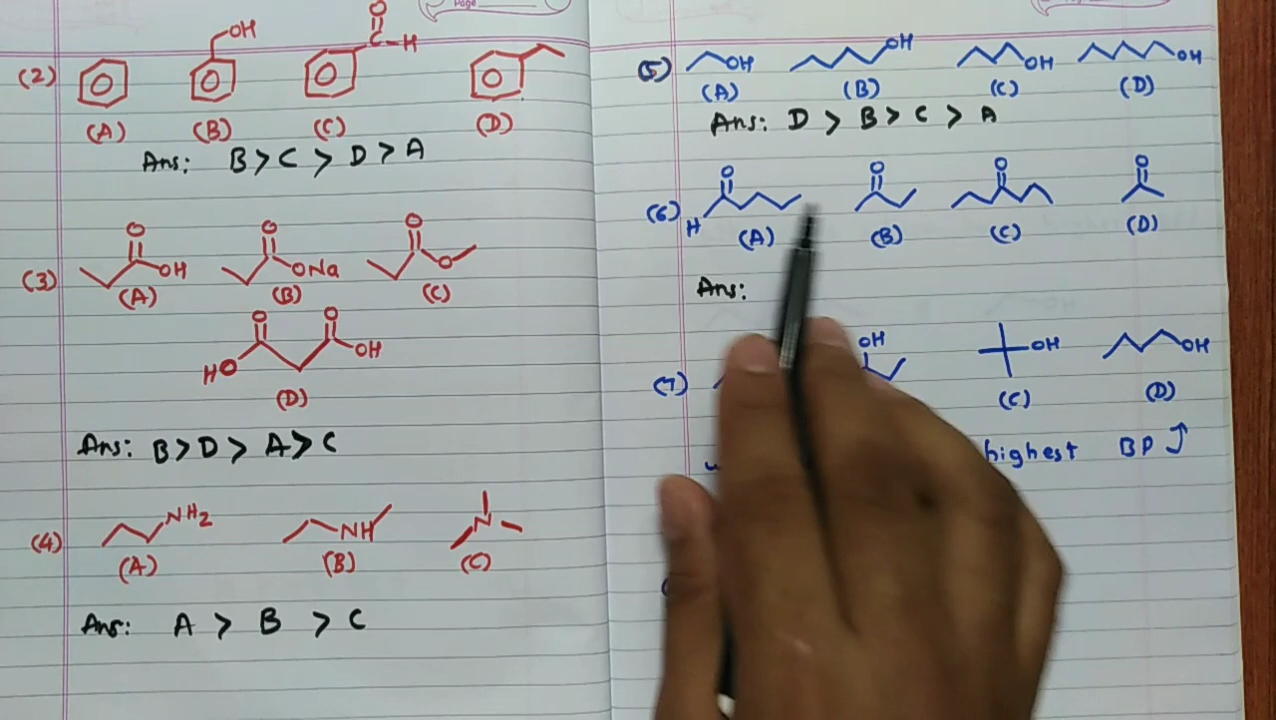 Page
OH
O
C-H
(2)
(A) (B) (C) (D)
Ans: B > C > D > A
O O O
(3) OH ONa O
(A) (B) (C)
O O
HO OH
(D)
Ans: B > D > A > C
(4) NH2 NH N
(A) (B) (C)
Ans: A > B > C
(5) OH OH OH OH
(A) (B) (C) (D)
Ans: D > B > C > A
O O O O
(6) H
(A) (B) (C) (D)
Ans:
(7) OH OH OH
(C) (D)
highest BP ↑